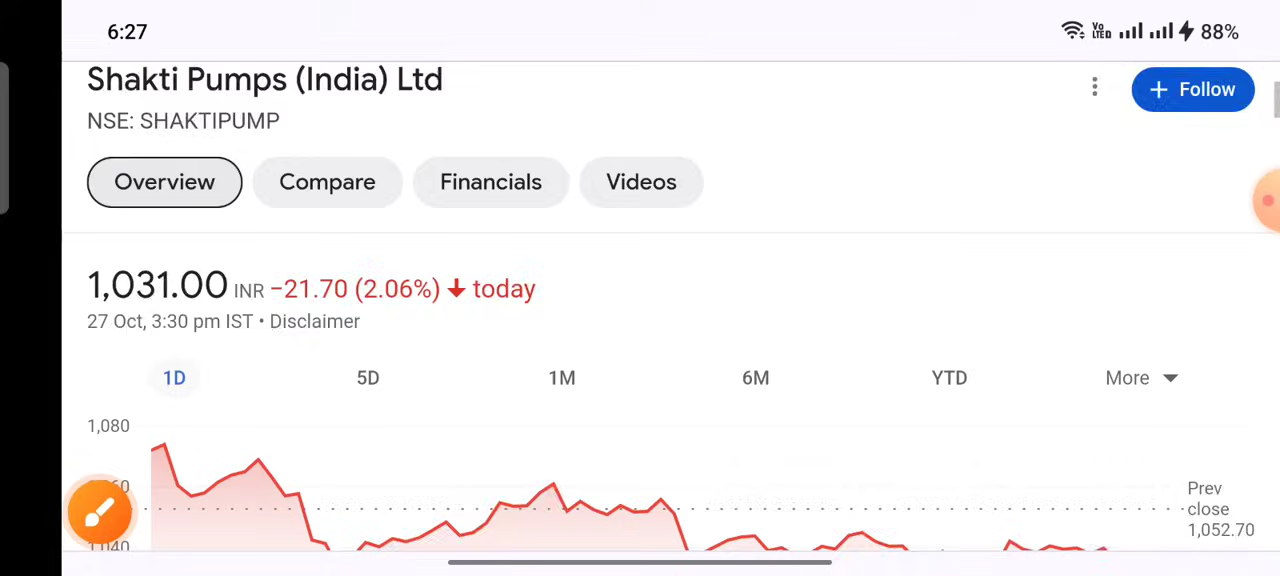 6:27
Vo LTED 88%
Shakti Pumps (India) Ltd
+ Follow
NSE: SHAKTIPUMP
Overview Compare Financials Videos
1,031.00 INR −21.70 (2.06%) ↓ today
27 Oct, 3:30 pm IST • Disclaimer
1D 5D 1M 6M YTD More
1,080
Prev
close
1,052.70